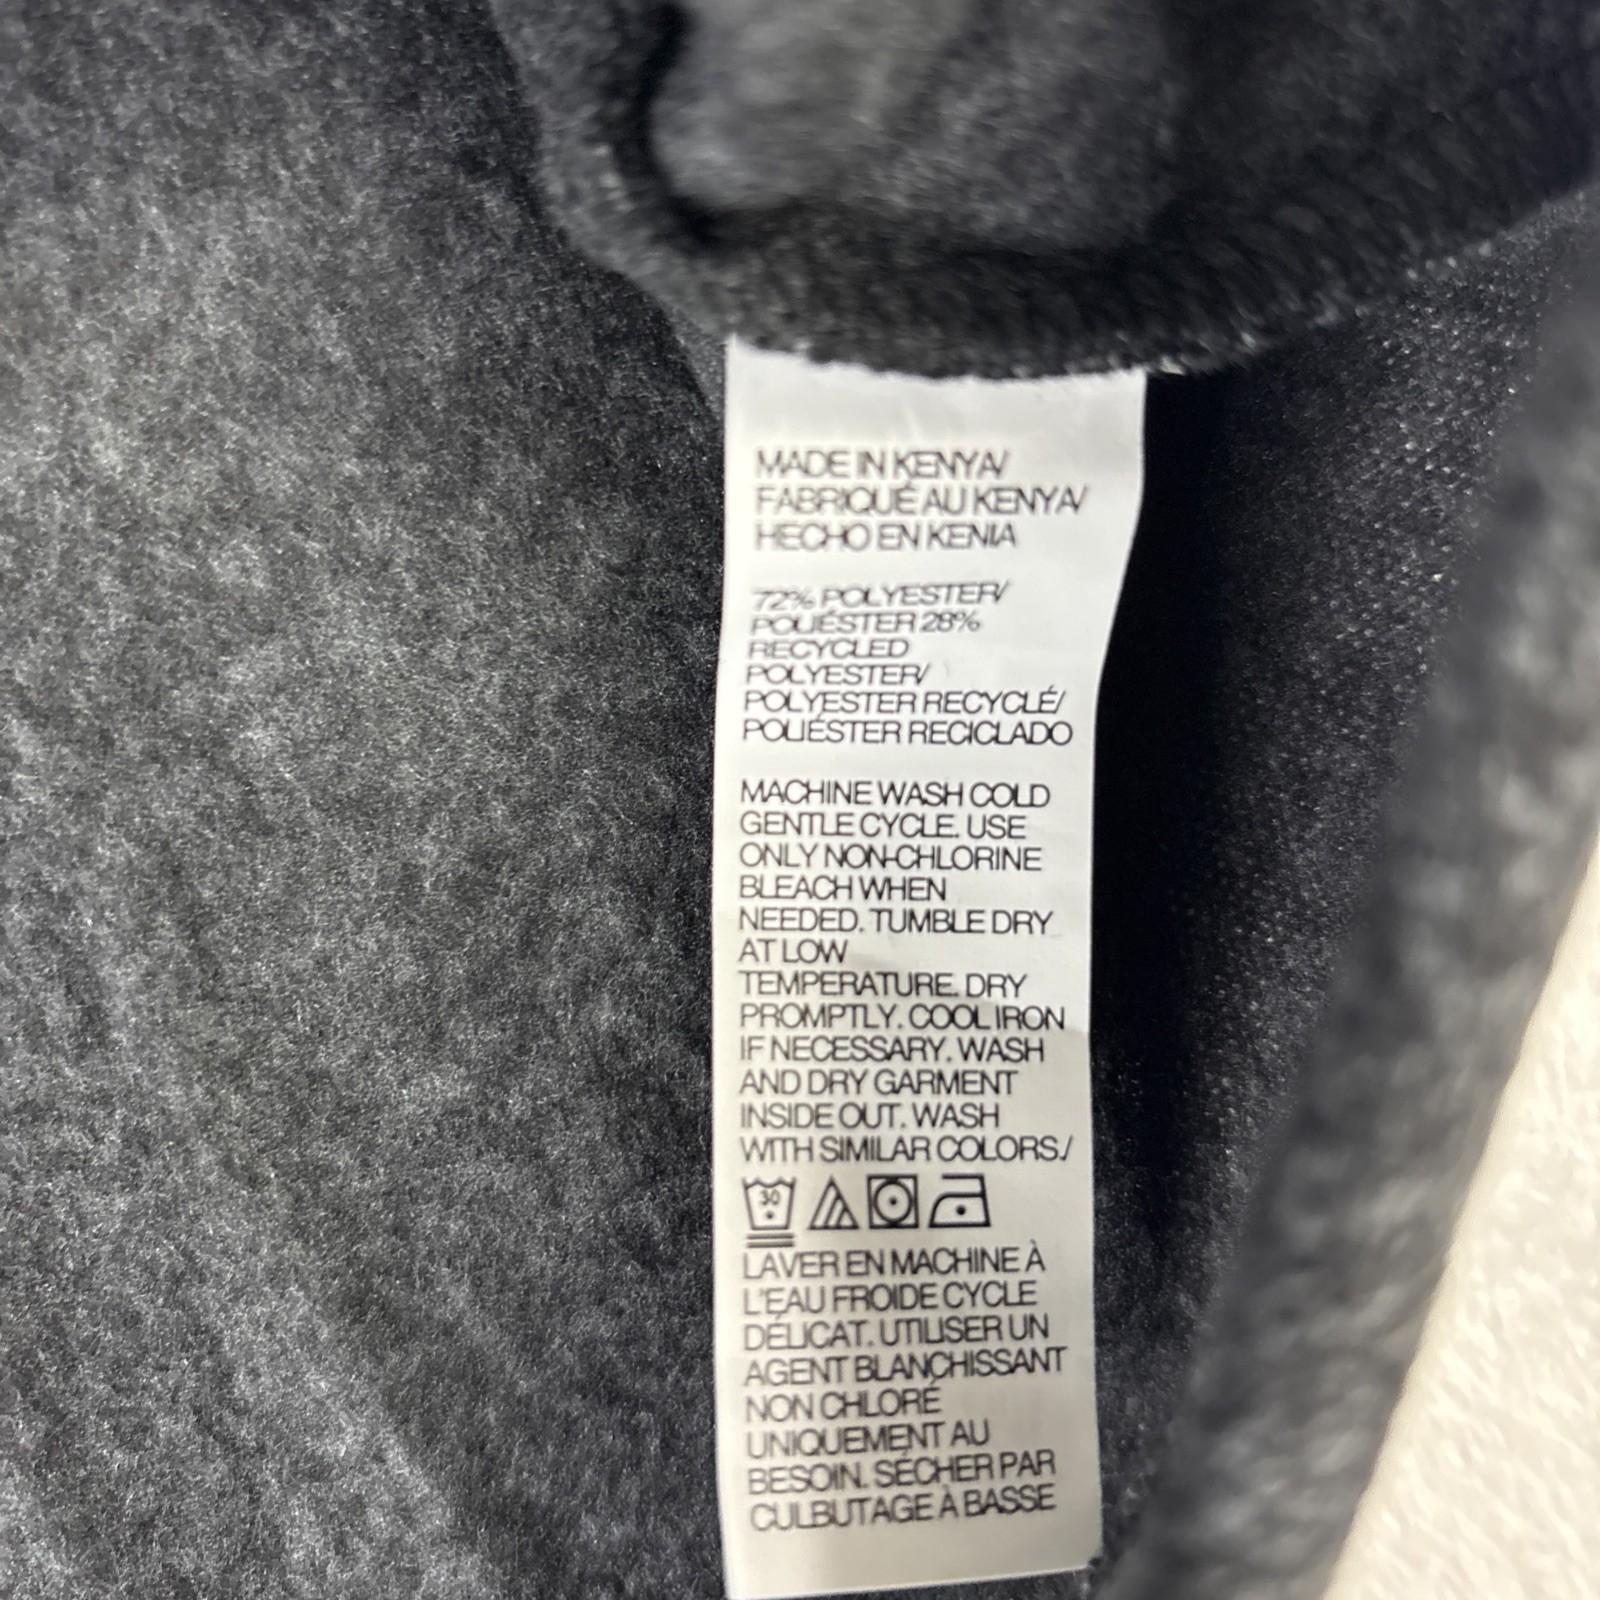 MADE IN KENYA/
FABRIQUÉ AU KENYA/
HECHO EN KENIA
72% POLYESTER/
POLIÉSTER 28%
RECYCLED
POLYESTER/
POLYESTER RECYCLÉ/
POLIÉSTER RECICLADO
MACHINE WASH COLD
GENTLE CYCLE. USE
ONLY NON-CHLORINE
BLEACH WHEN
NEEDED. TUMBLE DRY
AT LOW
TEMPERATURE. DRY
PROMPTLY. COOL IRON
IF NECESSARY. WASH
AND DRY GARMENT
INSIDE OUT. WASH
WITH SIMILAR COLORS./
30
LAVER EN MACHINE À
L'EAU FROIDE CYCLE
DÉLICAT. UTILISER UN
AGENT BLANCHISSANT
NON CHLORÉ
UNIQUEMENT AU
BESOIN. SÉCHER PAR
CULBUTAGE À BASSE